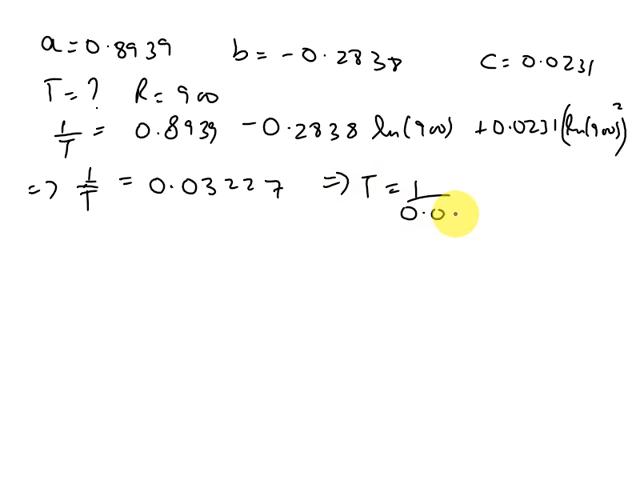 a = 0.8939 b = -0.2838 c = 0.0231
T = ? R = 900
1/T = 0.8939 - 0.2838 ln(900) + 0.0231 (ln(900))²
=> 1/T = 0.03227 => T = 1/0.0.